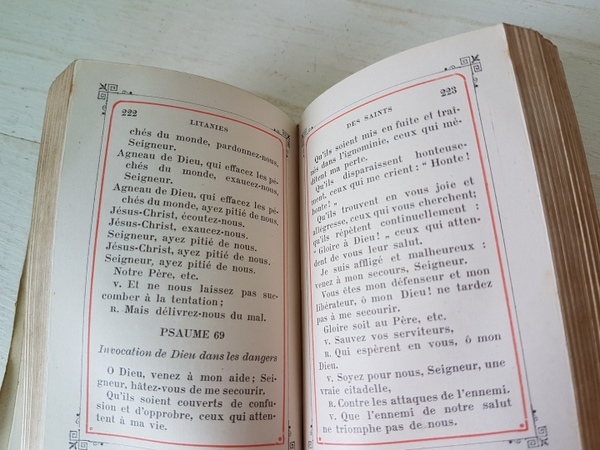 222
LITANIES
chés du monde, pardonnez-nous,
Seigneur.
Agneau de Dieu, qui effacez les pé-
chés du monde, exaucez-nous,
Seigneur.
Agneau de Dieu, qui effacez les pé-
chés du monde, ayez pitié de nous.
Jésus-Christ, écoutez-nous.
Jésus-Christ, exaucez-nous.
Seigneur, ayez pitié de nous.
Jésus-Christ, ayez pitié de nous.
Seigneur, ayez pitié de nous.
Notre Père, etc.
V. Et ne nous laissez pas suc-
comber à la tentation ;
R. Mais délivrez-nous du mal.
PSAUME 69
Invocation de Dieu dans les dangers
O Dieu, venez à mon aide ; Sei-
gneur, hâtez-vous de me secourir.
Qu'ils soient couverts de confu-
sion et d'opprobre, ceux qui atten-
tent à ma vie.
DES SAINTS
223
Qu'ils soient mis en fuite et traî-
nés dans l'ignominie, ceux qui mé-
ditent ma perte.
Qu'ils disparaissent honteuse-
ment, ceux qui me crient : " Honte !
honte ! "
Qu'ils trouvent en vous joie et
allégresse, ceux qui vous cherchent ;
qu'ils répètent continuellement :
" Gloire à Dieu ! " ceux qui atten-
dent de vous leur salut.
Je suis affligé et malheureux :
venez à mon secours, Seigneur.
Vous êtes mon défenseur et mon
libérateur, ô mon Dieu ! ne tardez
pas à me secourir.
Gloire soit au Père, etc.
V. Sauvez vos serviteurs,
R. Qui espèrent en vous, ô mon
Dieu.
V. Soyez pour nous, Seigneur, une
vraie citadelle,
R. Contre les attaques de l'ennemi.
V. Que l'ennemi de notre salut
ne triomphe pas de nous.